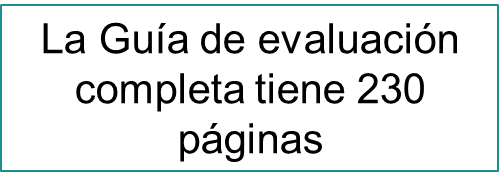 La Guía de evaluación
completa tiene 230
páginas